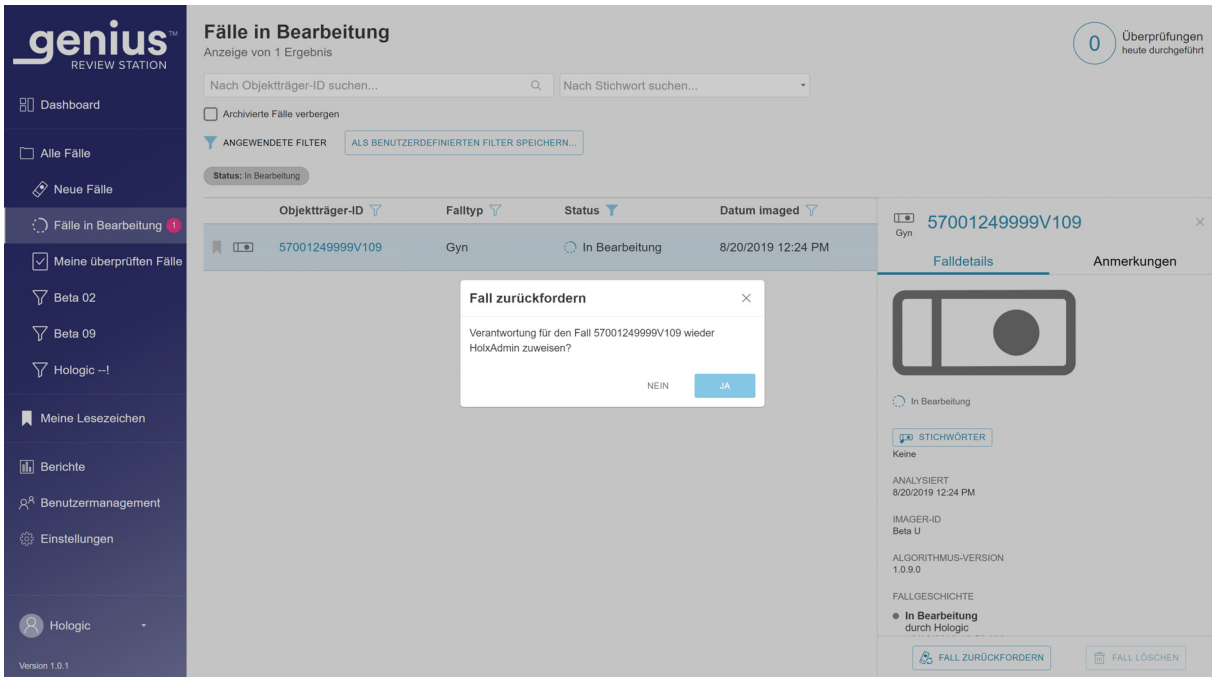 genius™
REVIEW STATION
Dashboard
Alle Fälle
Neue Fälle
Fälle in Bearbeitung 1
Meine überprüften Fälle
Beta 02
Beta 09
Hologic --!
Meine Lesezeichen
Berichte
Benutzermanagement
Einstellungen
Hologic
Version 1.0.1
Fälle in Bearbeitung
Anzeige von 1 Ergebnis
0 Überprüfungen
heute durchgeführt
Nach Objektträger-ID suchen...
Nach Stichwort suchen...
Archivierte Fälle verbergen
ANGEWENDETE FILTER
ALS BENUTZERDEFINIERTEN FILTER SPEICHERN...
Status: In Bearbeitung
Objektträger-ID Falltyp Status Datum imaged
57001249999V109 Gyn In Bearbeitung 8/20/2019 12:24 PM
Fall zurückfordern
Verantwortung für den Fall 57001249999V109 wieder
HolxAdmin zuweisen?
NEIN JA
Gyn
57001249999V109
Falldetails Anmerkungen
In Bearbeitung
STICHWÖRTER
Keine
ANALYSIERT
8/20/2019 12:24 PM
IMAGER-ID
Beta U
ALGORITHMUS-VERSION
1.0.9.0
FALLGESCHICHTE
In Bearbeitung
durch Hologic
FALL ZURÜCKFORDERN FALL LÖSCHEN